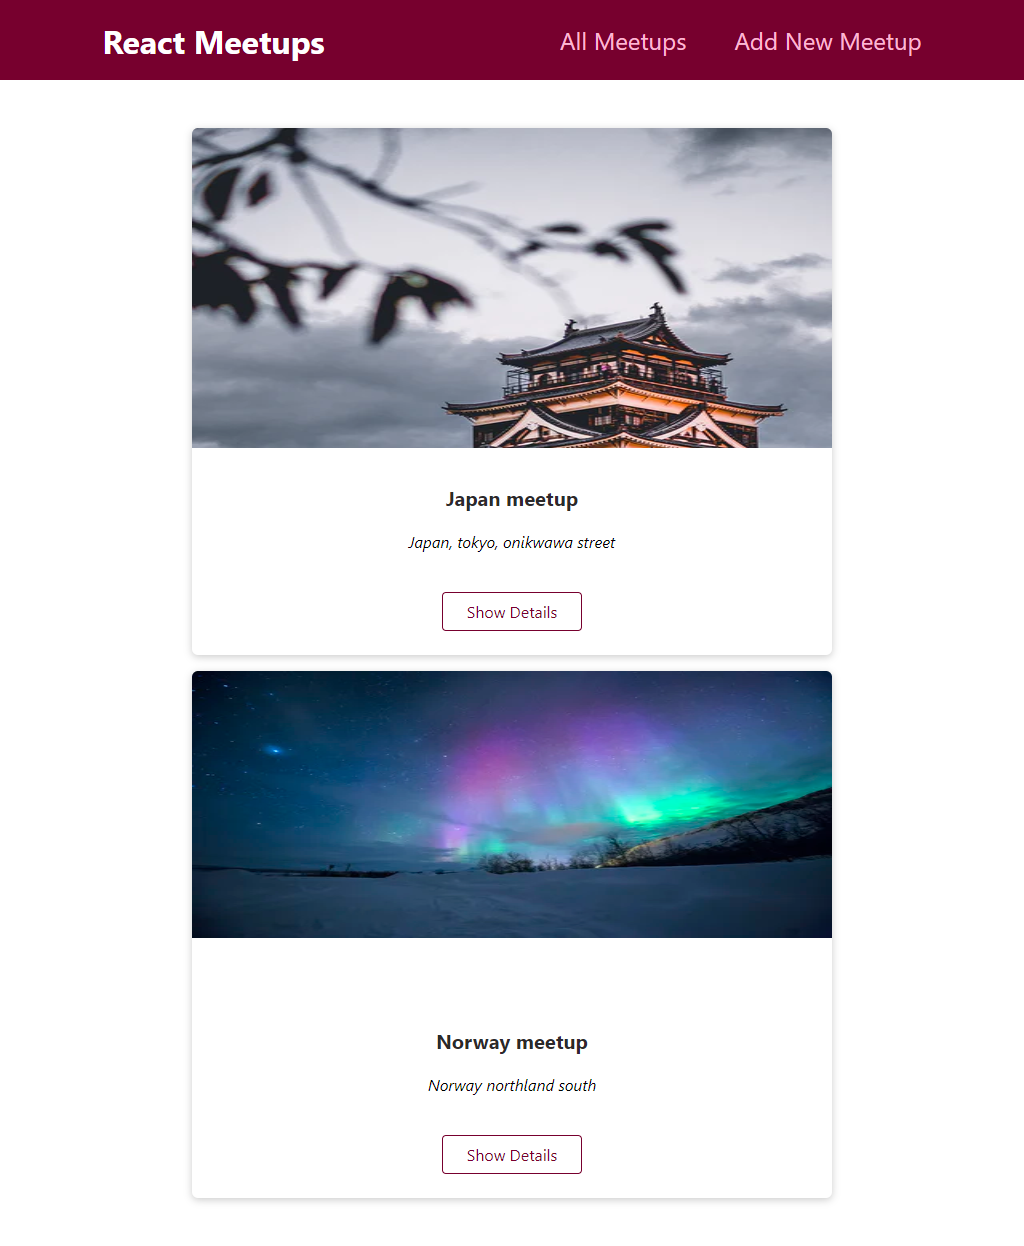 React Meetups
All Meetups
Add New Meetup
Japan meetup
Japan, tokyo, onikwawa street
Show Details
Norway meetup
Norway northland south
Show Details